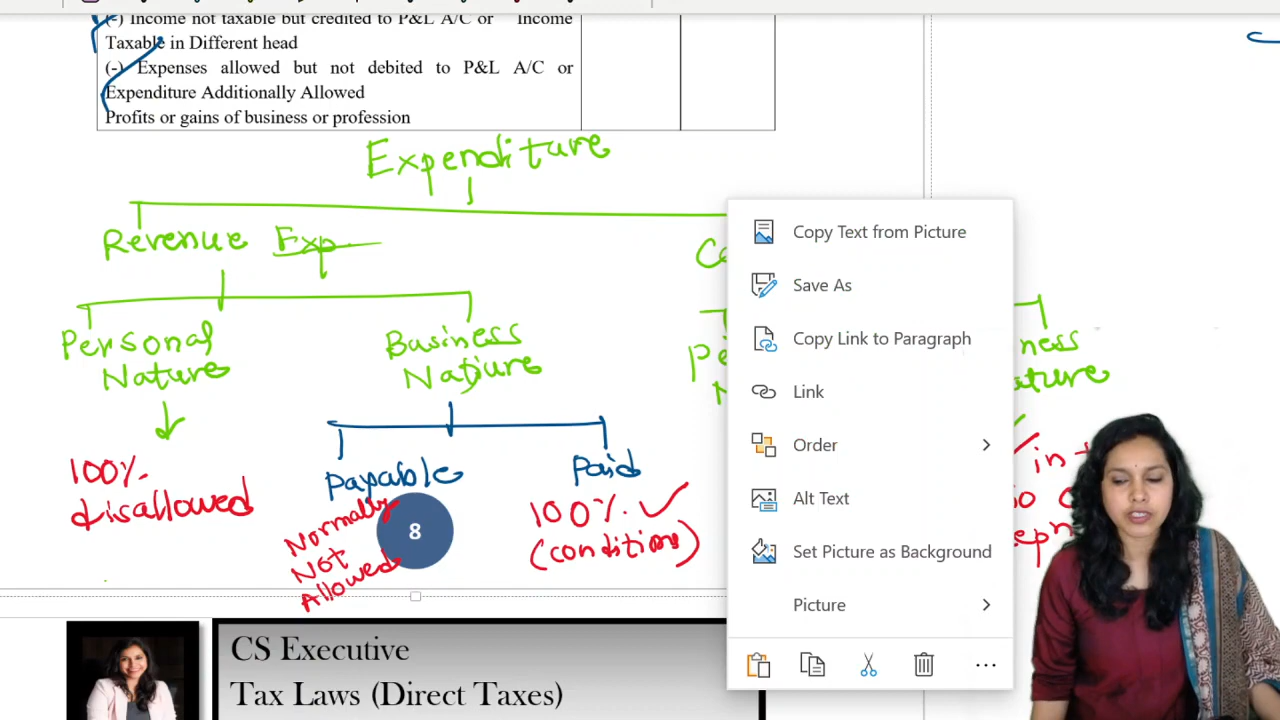 (-) Income not taxable but credited to P&L A/C or Income
Taxable in Different head
(-) Expenses allowed but not debited to P&L A/C or
Expenditure Additionally Allowed
Profits or gains of business or profession
Expenditure
Revenue Exp
Personal
Nature
Business
Nature
ness
ature
100%
disallowed
Payable
Paid
Normally
Not
Allowed
8
100% ✓
(conditions)
in
Copy Text from Picture
Save As
Copy Link to Paragraph
Link
Order
Alt Text
Set Picture as Background
Picture
CS Executive
Tax Laws (Direct Taxes)